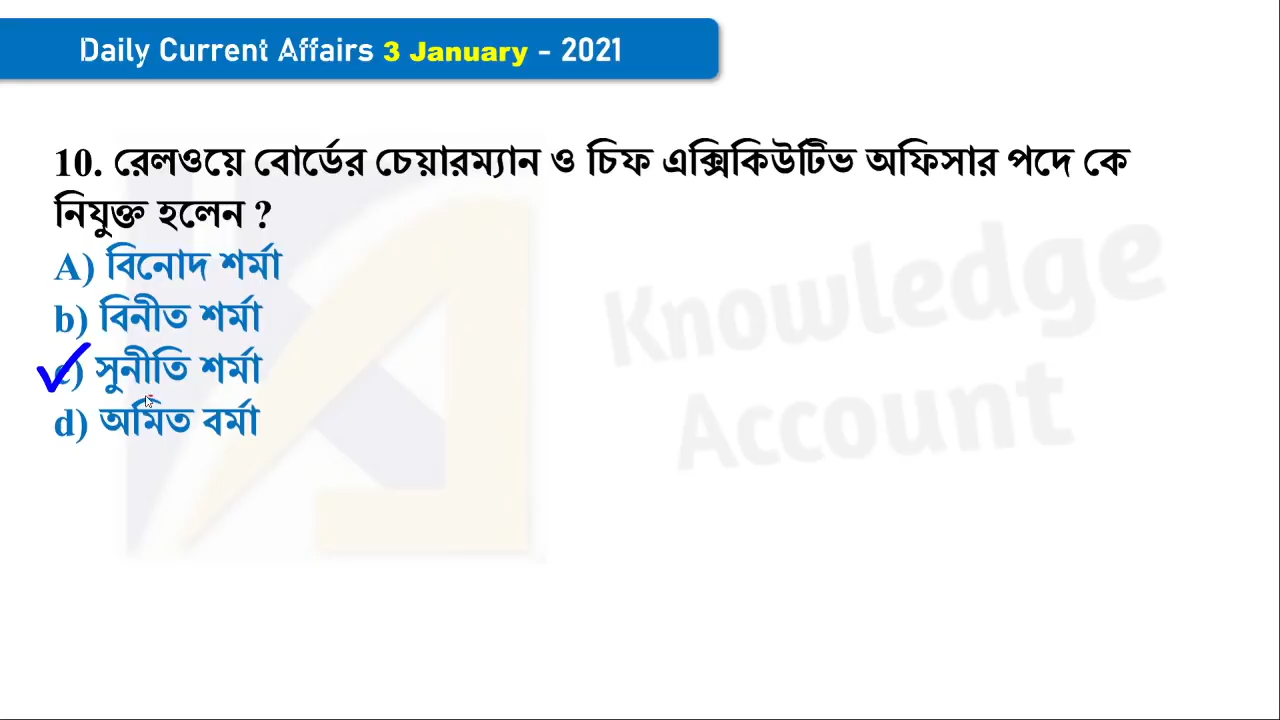 Daily Current Affairs 3 January - 2021
10. রেলওয়ে বোর্ডের চেয়ারম্যান ও চিফ এক্সিকিউটিভ অফিসার পদে কে
নিযুক্ত হলেন ?
A) বিনোদ শর্মা
b) বিনীত শর্মা
c) সুনীতি শর্মা
d) অমিত বর্মা
Knowledge
Account